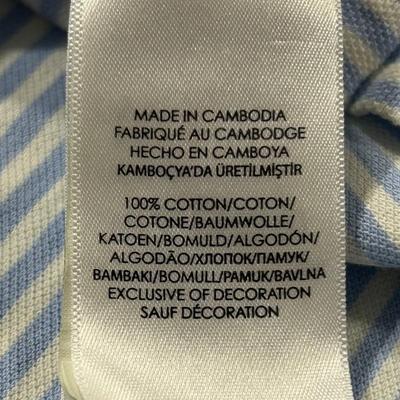 MADE IN CAMBODIA
FABRIQUÉ AU CAMBODGE
HECHO EN CAMBOYA
KAMBOÇYA'DA ÜRETİLMİŞTİR
100% COTTON/COTON/
COTONE/BAUMWOLLE/
KATOEN/BOMULD/ALGODÓN/
ALGODÃO/ХЛОПОК/ПАМУК/
BAMBAKI/BOMULL/PAMUK/BAVLNA
EXCLUSIVE OF DECORATION
SAUF DÉCORATION